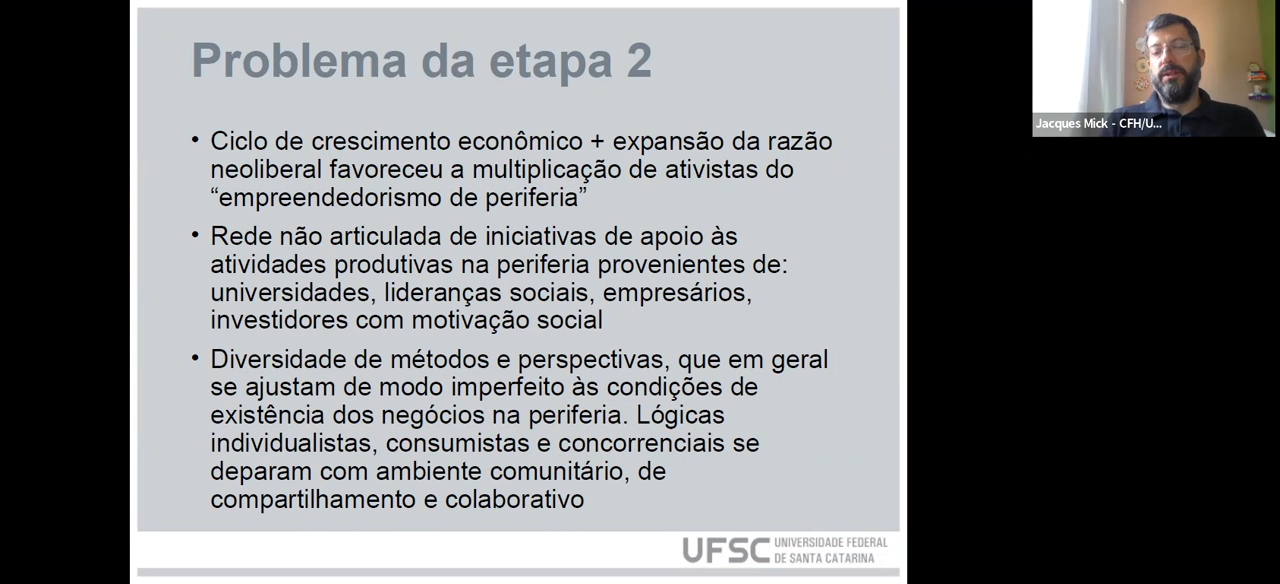 Problema da etapa 2
• Ciclo de crescimento econômico + expansão da razão
neoliberal favoreceu a multiplicação de ativistas do
“empreendedorismo de periferia”
• Rede não articulada de iniciativas de apoio às
atividades produtivas na periferia provenientes de:
universidades, lideranças sociais, empresários,
investidores com motivação social
• Diversidade de métodos e perspectivas, que em geral
se ajustam de modo imperfeito às condições de
existência dos negócios na periferia. Lógicas
individualistas, consumistas e concorrenciais se
deparam com ambiente comunitário, de
compartilhamento e colaborativo
UFSC UNIVERSIDADE FEDERAL
DE SANTA CATARINA
Jacques Mick - CFH/U...